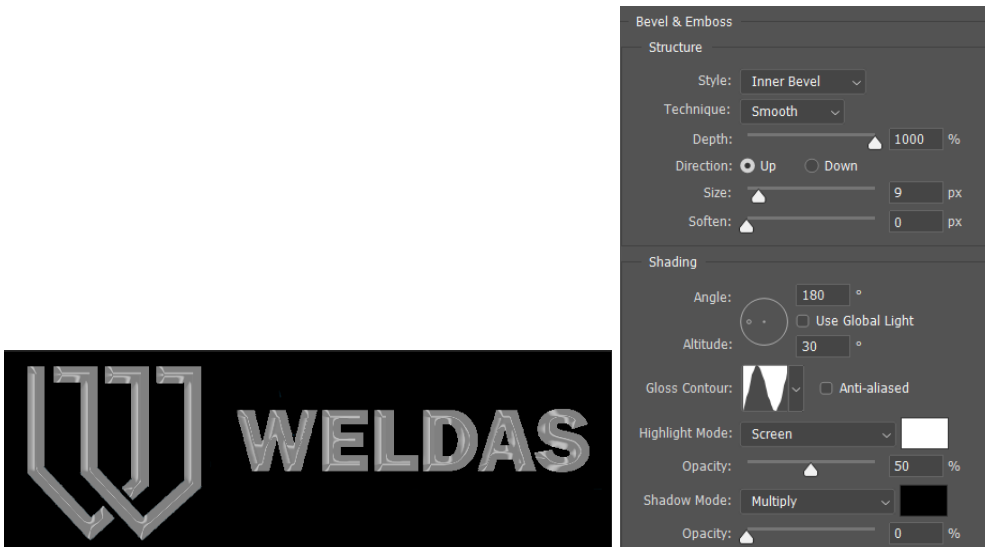 WELDAS
Bevel & Emboss
Structure
Style: Inner Bevel
Technique: Smooth
Depth: 1000 %
Direction: Up Down
Size: 9 px
Soften: 0 px
Shading
Angle: 180 °
Use Global Light
Altitude: 30 °
Gloss Contour: Anti-aliased
Highlight Mode: Screen
Opacity: 50 %
Shadow Mode: Multiply
Opacity: 0 %